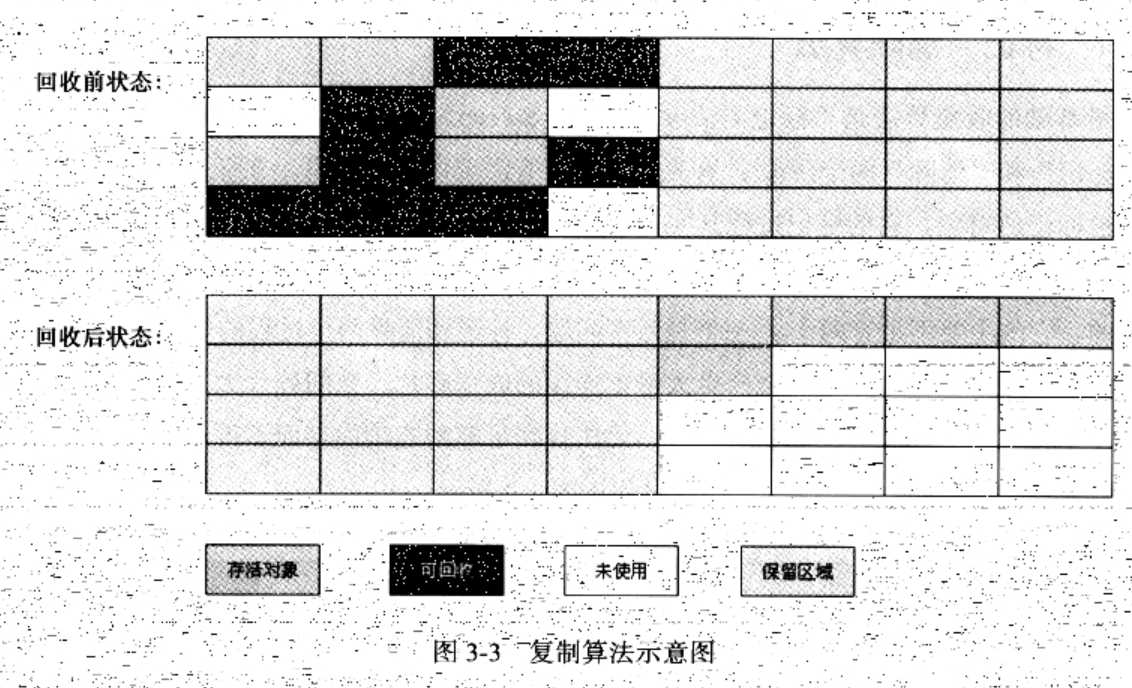 回收前状态：
回收后状态：
存活对象
可回收
未使用
保留区域
图 3-3 复制算法示意图